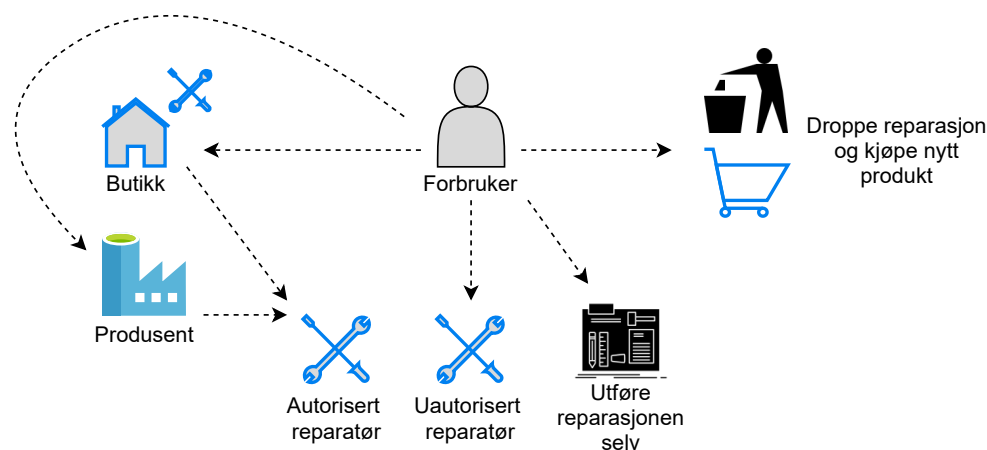 Butikk
Forbruker
Droppe reparasjon
og kjøpe nytt
produkt
Produsent
Autorisert
reparatør
Uautorisert
reparatør
Utføre
reparasjonen
selv